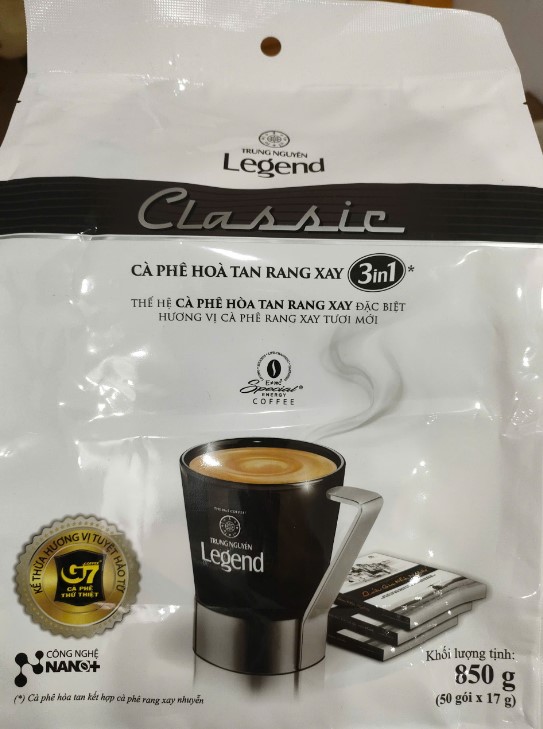 TRUNG NGUYÊN
Legend
Classic
CÀ PHÊ HOÀ TAN RANG XAY 3in1*
THẾ HỆ CÀ PHÊ HÒA TAN RANG XAY ĐẶC BIỆT
HƯƠNG VỊ CÀ PHÊ RANG XAY TƯƠI MỚI
Special®
ENERGY
COFFEE
TRUNG NGUYÊN
Legend
KẾ THỪA HƯƠNG VỊ TUYỆT HẢO TỪ
G7
CÀ PHÊ
THỨ THIỆT
CÔNG NGHỆ
NANO+
Khối lượng tịnh:
850 g
(50 gói x 17 g)
(*) Cà phê hòa tan kết hợp cà phê rang xay nhuyễn